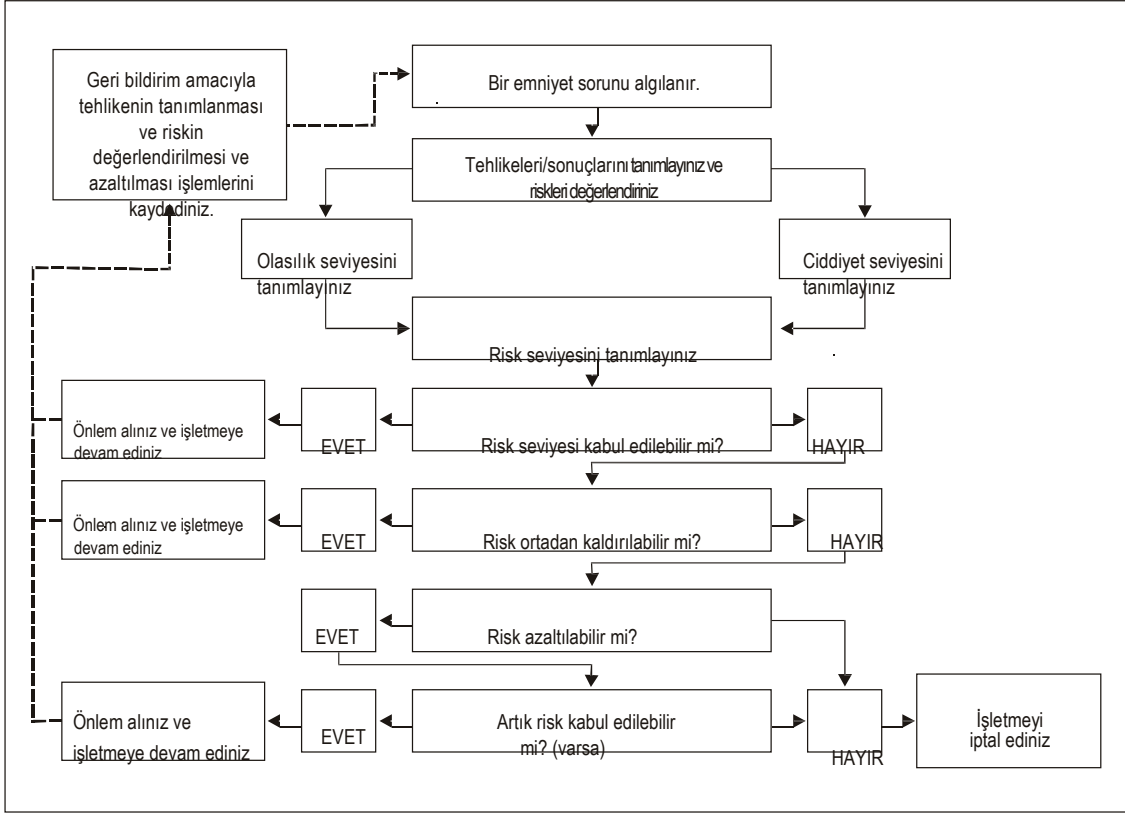 Geri bildirim amacıyla
tehlikenin tanımlanması
ve riskin
değerlendirilmesi ve
azaltılması işlemlerini
kaydediniz.
Bir emniyet sorunu algılanır.
Tehlikeleri/sonuçlarını tanımlayınız ve
riskleri değerlendiriniz
Olasılık seviyesini
tanımlayınız
Ciddiyet seviyesini
tanımlayınız
Risk seviyesini tanımlayınız
Önlem alınız ve işletmeye
devam ediniz
EVET
Risk seviyesi kabul edilebilir mi?
HAYIR
Önlem alınız ve işletmeye
devam ediniz
EVET
Risk ortadan kaldırılabilir mi?
HAYIR
EVET
Risk azaltılabilir mi?
Önlem alınız ve
işletmeye devam ediniz
EVET
Artık risk kabul edilebilir
mi? (varsa)
HAYIR
İşletmeyi
iptal ediniz